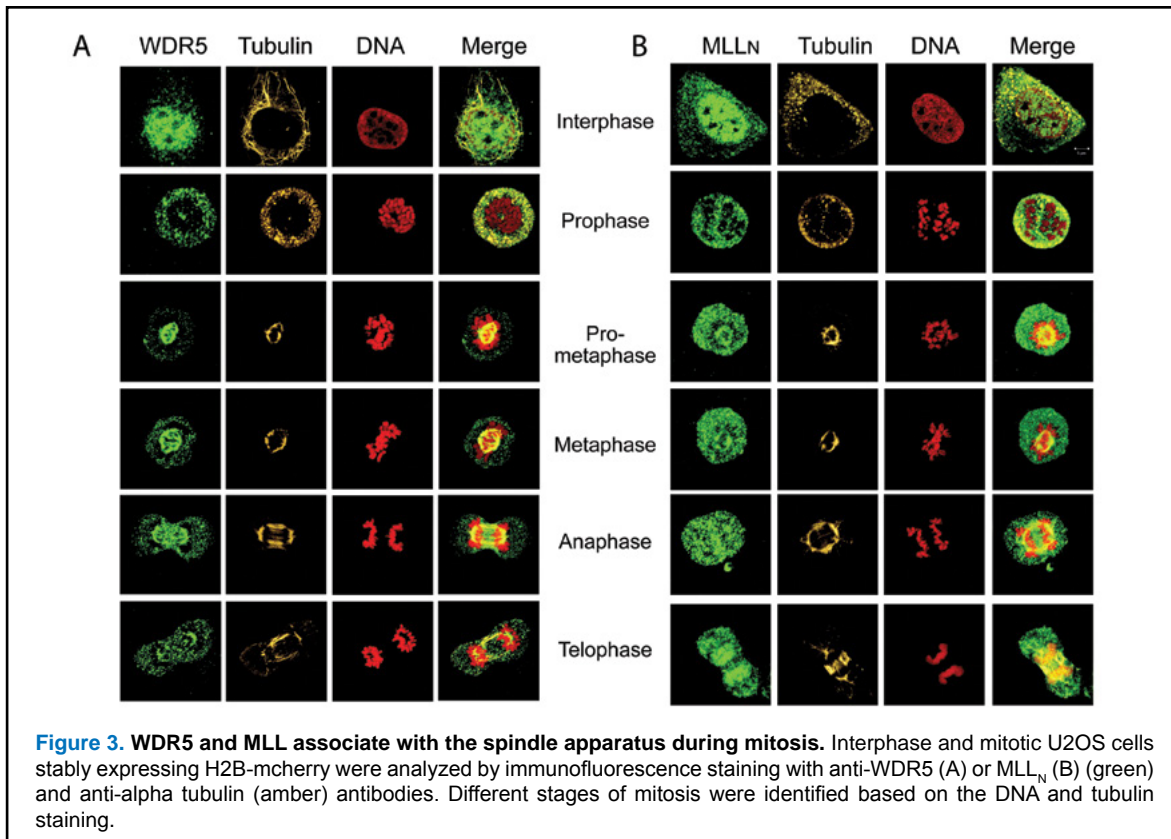 A WDR5 Tubulin DNA Merge
B MLLN Tubulin DNA Merge
Interphase
Prophase
Pro-
metaphase
Metaphase
Anaphase
Telophase
Figure 3. WDR5 and MLL associate with the spindle apparatus during mitosis. Interphase and mitotic U2OS cells
stably expressing H2B-mcherry were analyzed by immunofluorescence staining with anti-WDR5 (A) or MLLN (B) (green)
and anti-alpha tubulin (amber) antibodies. Different stages of mitosis were identified based on the DNA and tubulin
staining.